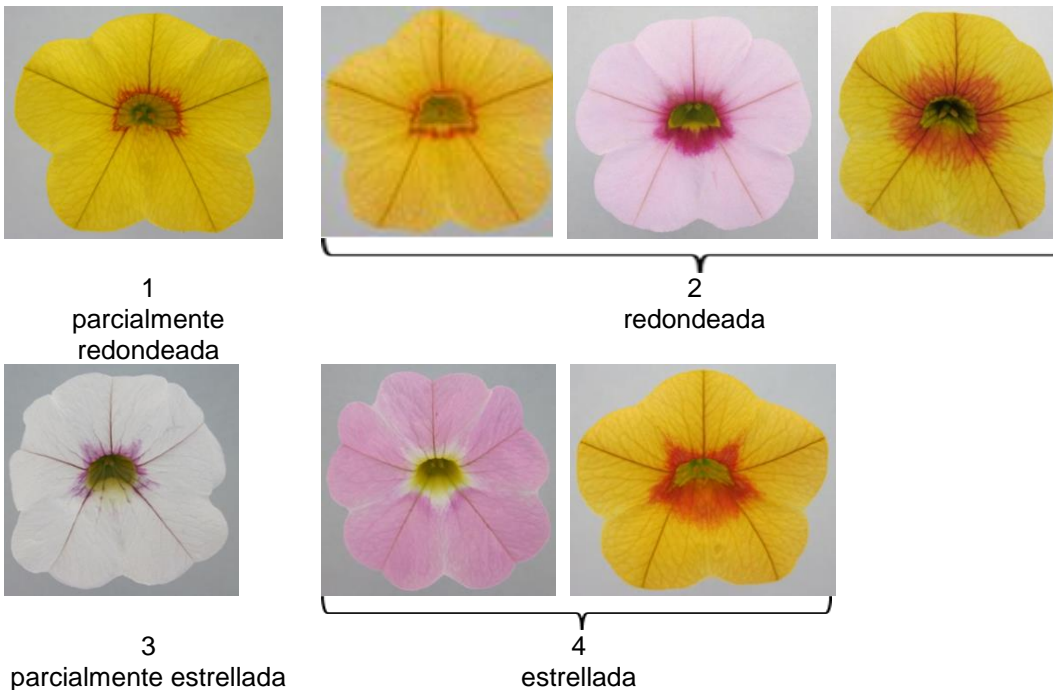 1
parcialmente
redondeada
2
redondeada
3
parcialmente estrellada
4
estrellada